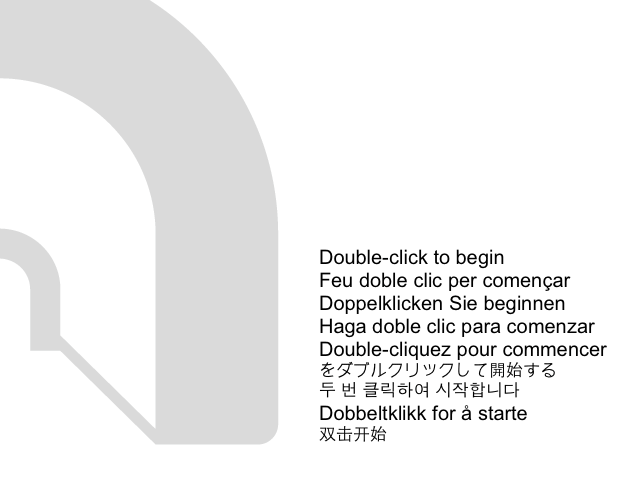 Double-click to begin
Feu doble clic per començar
Doppelklicken Sie beginnen
Haga doble clic para comenzar
Double-cliquez pour commencer
をダブルクリックして開始する
두 번 클릭하여 시작합니다
Dobbeltklikk for å starte
双击开始